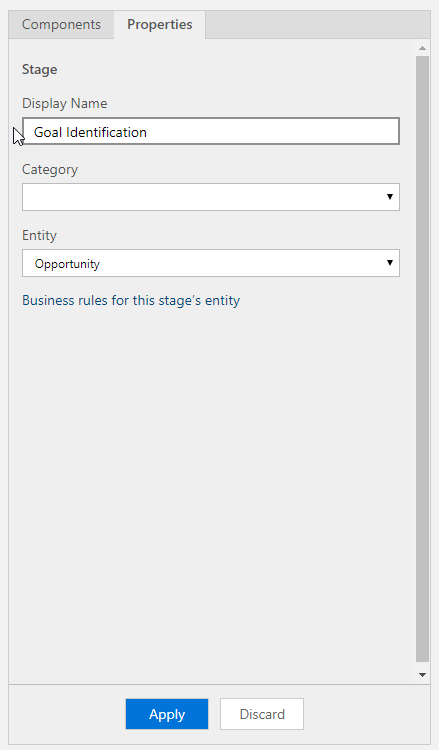 Components Properties
Stage
Display Name
Goal Identification
Category
Entity
Opportunity
Business rules for this stage's entity
Apply Discard